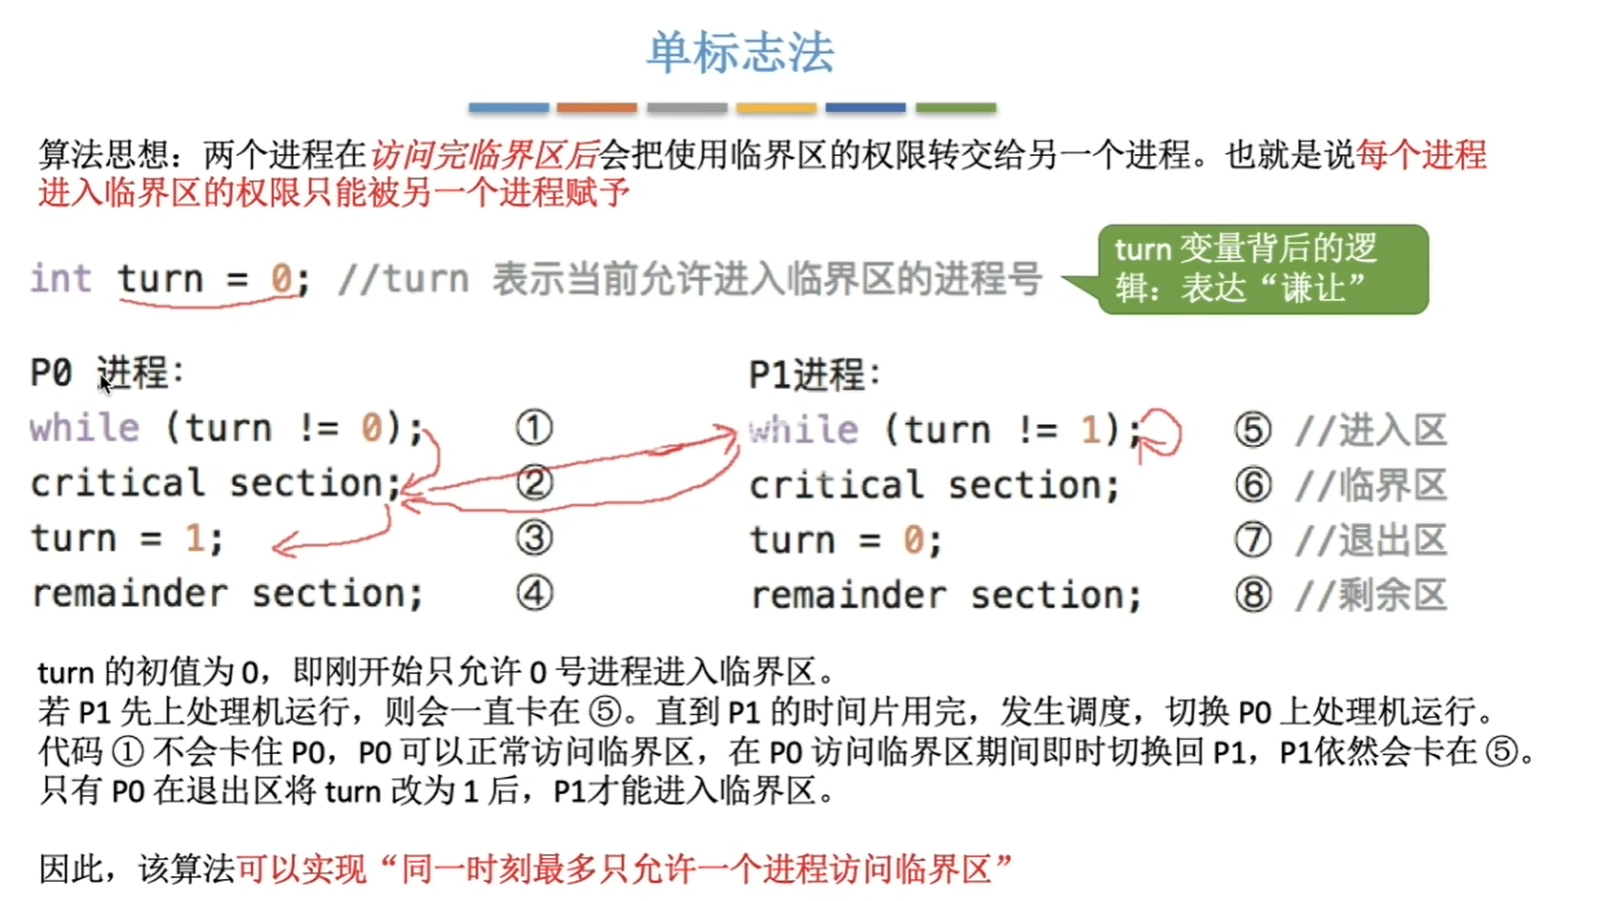 单标志法
算法思想：两个进程在访问完临界区后会把使用临界区的权限转交给另一个进程。也就是说每个进程
进入临界区的权限只能被另一个进程赋予
int turn = 0; //turn 表示当前允许进入临界区的进程号
turn 变量背后的逻
辑：表达“谦让”
P0 进程：
while (turn != 0); ①
critical section; ②
turn = 1; ③
remainder section; ④
P1进程：
while (turn != 1); ⑤ //进入区
critical section; ⑥ //临界区
turn = 0; ⑦ //退出区
remainder section; ⑧ //剩余区
turn 的初值为 0，即刚开始只允许 0 号进程进入临界区。
若 P1 先上处理机运行，则会一直卡在 ⑤。直到 P1 的时间片用完，发生调度，切换 P0 上处理机运行。
代码 ① 不会卡住 P0，P0 可以正常访问临界区，在 P0 访问临界区期间即时切换回 P1，P1依然会卡在 ⑤。
只有 P0 在退出区将 turn 改为 1 后，P1才能进入临界区。
因此，该算法可以实现“同一时刻最多只允许一个进程访问临界区”